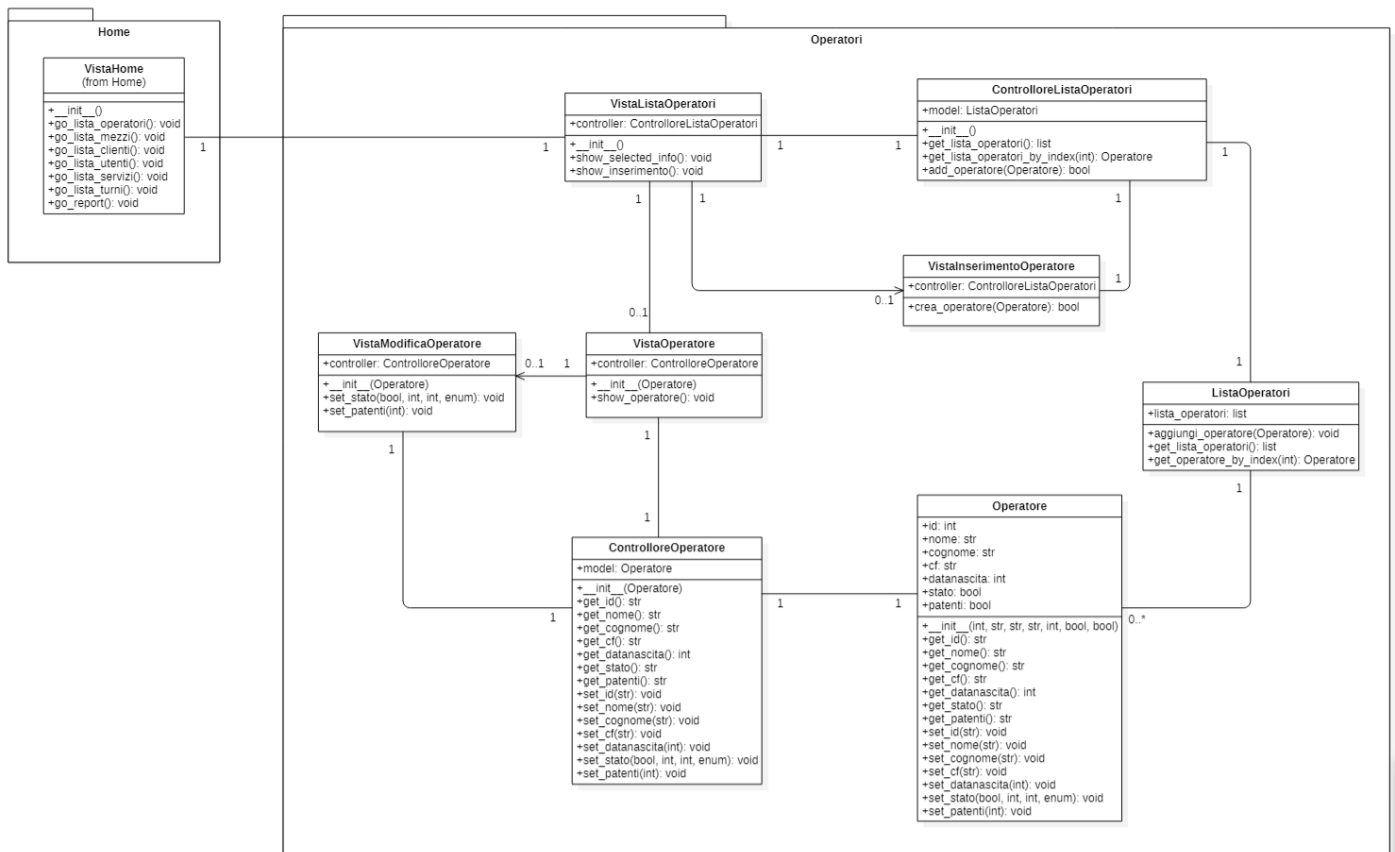 Home
VistaHome
(from Home)
+__init__()
+go_lista_operatori(): void
+go_lista_mezzi(): void
+go_lista_clienti(): void
+go_lista_utenti(): void
+go_lista_servizi(): void
+go_lista_turni(): void
+go_report(): void
1
1
Operatori
VistaListaOperatori
+controller: ControlloreListaOperatori
+__init__()
+show_selected_info(): void
+show_inserimento(): void
1
1
ControlloreListaOperatori
+model: ListaOperatori
+__init__()
+get_lista_operatori(): list
+get_lista_operatori_by_index(int): Operatore
+add_operatore(Operatore): bool
1
1
1
1
1
0..1
0..1
VistaInserimentoOperatore
+controller: ControlloreListaOperatori
+crea_operatore(Operatore): bool
1
VistaModificaOperatore
+controller: ControlloreOperatore
+__init__(Operatore)
+set_stato(bool, int, int, enum): void
+set_patenti(int): void
0..1
1
VistaOperatore
+controller: ControlloreOperatore
+__init__(Operatore)
+show_operatore(): void
1
ListaOperatori
+lista_operatori: list
+aggiungi_operatore(Operatore): void
+get_lista_operatori(): list
+get_operatore_by_index(int): Operatore
1
1
1
1
ControlloreOperatore
+model: Operatore
+__init__(Operatore)
+get_id(): str
+get_nome(): str
+get_cognome(): str
+get_cf(): str
+get_datanascita(): int
+get_stato(): str
+get_patenti(): str
+set_id(str): void
+set_nome(str): void
+set_cognome(str): void
+set_cf(str): void
+set_datanascita(int): void
+set_stato(bool, int, int, enum): void
+set_patenti(int): void
1
1
Operatore
+id: int
+nome: str
+cognome: str
+cf: str
+datanascita: int
+stato: bool
+patenti: bool
+__init__(int, str, str, str, int, bool, bool)
+get_id(): str
+get_nome(): str
+get_cognome(): str
+get_cf(): str
+get_datanascita(): int
+get_stato(): str
+get_patenti(): str
+set_id(str): void
+set_nome(str): void
+set_cognome(str): void
+set_cf(str): void
+set_datanascita(int): void
+set_stato(bool, int, int, enum): void
+set_patenti(int): void
0..*